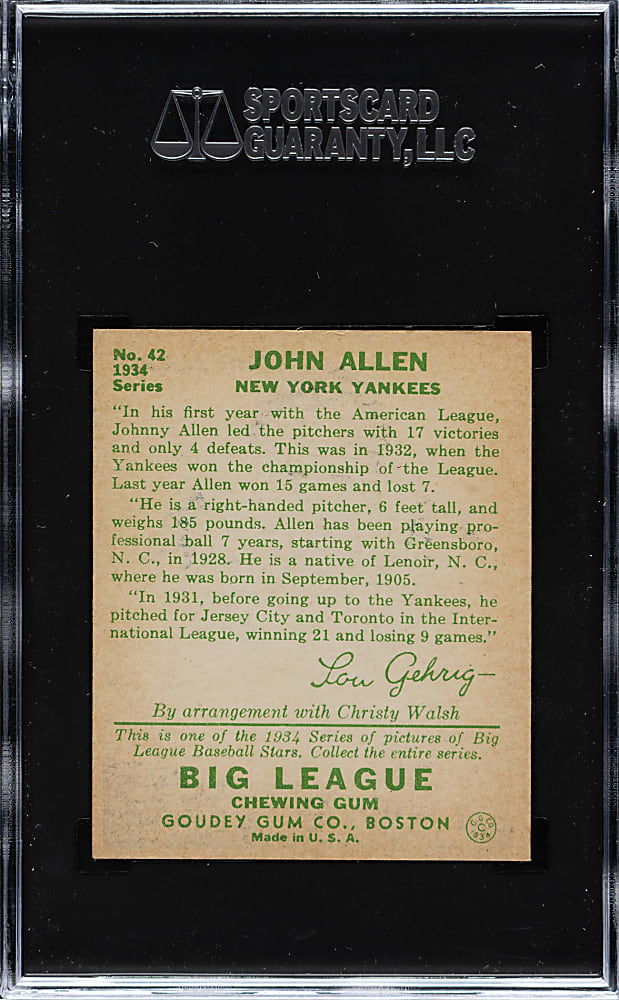 SPORTSCARD
GUARANTY, LLC
No. 42
1934
Series
JOHN ALLEN
NEW YORK YANKEES
"In his first year with the American League,
Johnny Allen led the pitchers with 17 victories
and only 4 defeats. This was in 1932, when the
Yankees won the championship of the League.
Last year Allen won 15 games and lost 7.
"He is a right-handed pitcher, 6 feet tall, and
weighs 185 pounds. Allen has been playing pro-
fessional ball 7 years, starting with Greensboro,
N. C., in 1928. He is a native of Lenoir, N. C.,
where he was born in September, 1905.
"In 1931, before going up to the Yankees, he
pitched for Jersey City and Toronto in the Inter-
national League, winning 21 and losing 9 games."
Lou Gehrig
By arrangement with Christy Walsh
This is one of the 1934 Series of pictures of Big
League Baseball Stars. Collect the entire series.
BIG LEAGUE
CHEWING GUM
GOUDEY GUM CO., BOSTON
Made in U. S. A.
G. G. CO.
C
1934